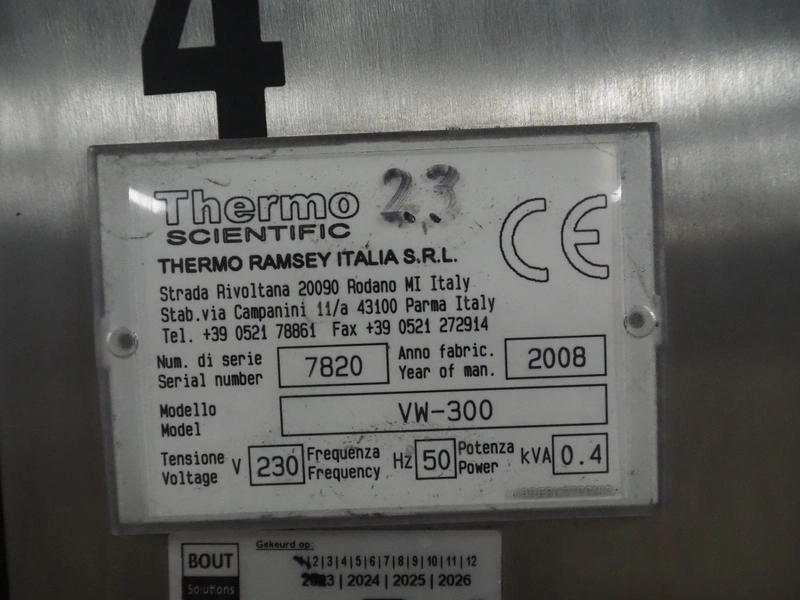 4
Thermo 23
SCIENTIFIC
CE
THERMO RAMSEY ITALIA S.R.L.
Strada Rivoltana 20090 Rodano MI Italy
Stab.via Campanini 11/a 43100 Parma Italy
Tel. +39 0521 78861 Fax +39 0521 272914
Num. di serie
Serial number
7820
Anno fabric.
Year of man.
2008
Modello
Model
VW-300
Tensione
Voltage
V 230
Frequenza
Frequency
Hz 50
Potenza
Power
kVA 0.4
BOUT
Solutions
Gekeurd op:
2|3|4|5|6|7|8|9|10|11|12
2023 | 2024 | 2025 | 2026